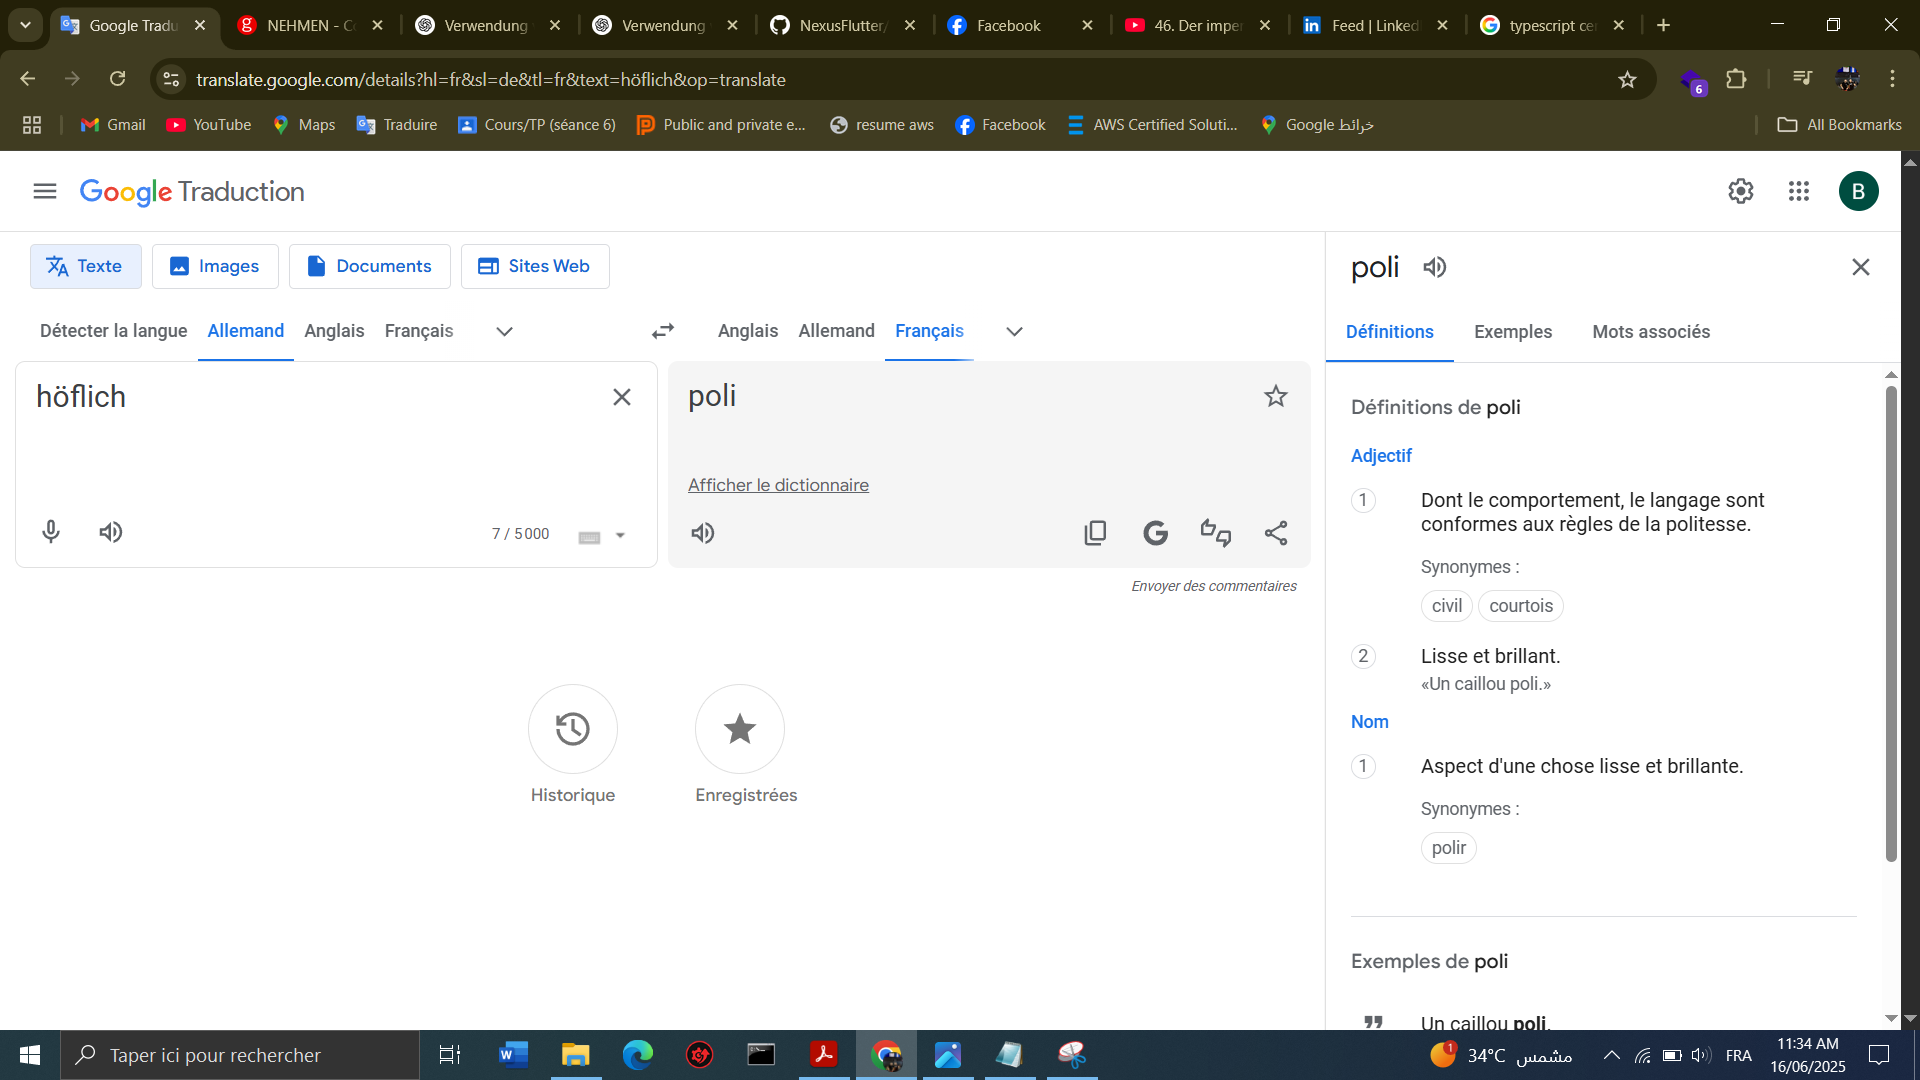 Google Tradu
NEHMEN - Co
Verwendung
Verwendung
NexusFlutter/
Facebook
46. Der imper
Feed | Linked
typescript ce
translate.google.com/details?hl=fr&sl=de&tl=fr&text=höflich&op=translate
6
Gmail
YouTube
Maps
Traduire
Cours/TP (séance 6)
Public and private e...
resume aws
Facebook
AWS Certified Soluti...
خرائط Google
All Bookmarks
Google Traduction
B
Texte
Images
Documents
Sites Web
Détecter la langue
Allemand
Anglais
Français
Anglais
Allemand
Français
höflich
7 / 5 000
poli
Afficher le dictionnaire
Envoyer des commentaires
Historique
Enregistrées
poli
Définitions
Exemples
Mots associés
Définitions de poli
Adjectif
1
Dont le comportement, le langage sont
conformes aux règles de la politesse.
Synonymes :
civil
courtois
2
Lisse et brillant.
«Un caillou poli.»
Nom
1
Aspect d'une chose lisse et brillante.
Synonymes :
polir
Exemples de poli
Un caillou poli.
Taper ici pour rechercher
1
34°C مشمس
FRA
11:34 AM
16/06/2025